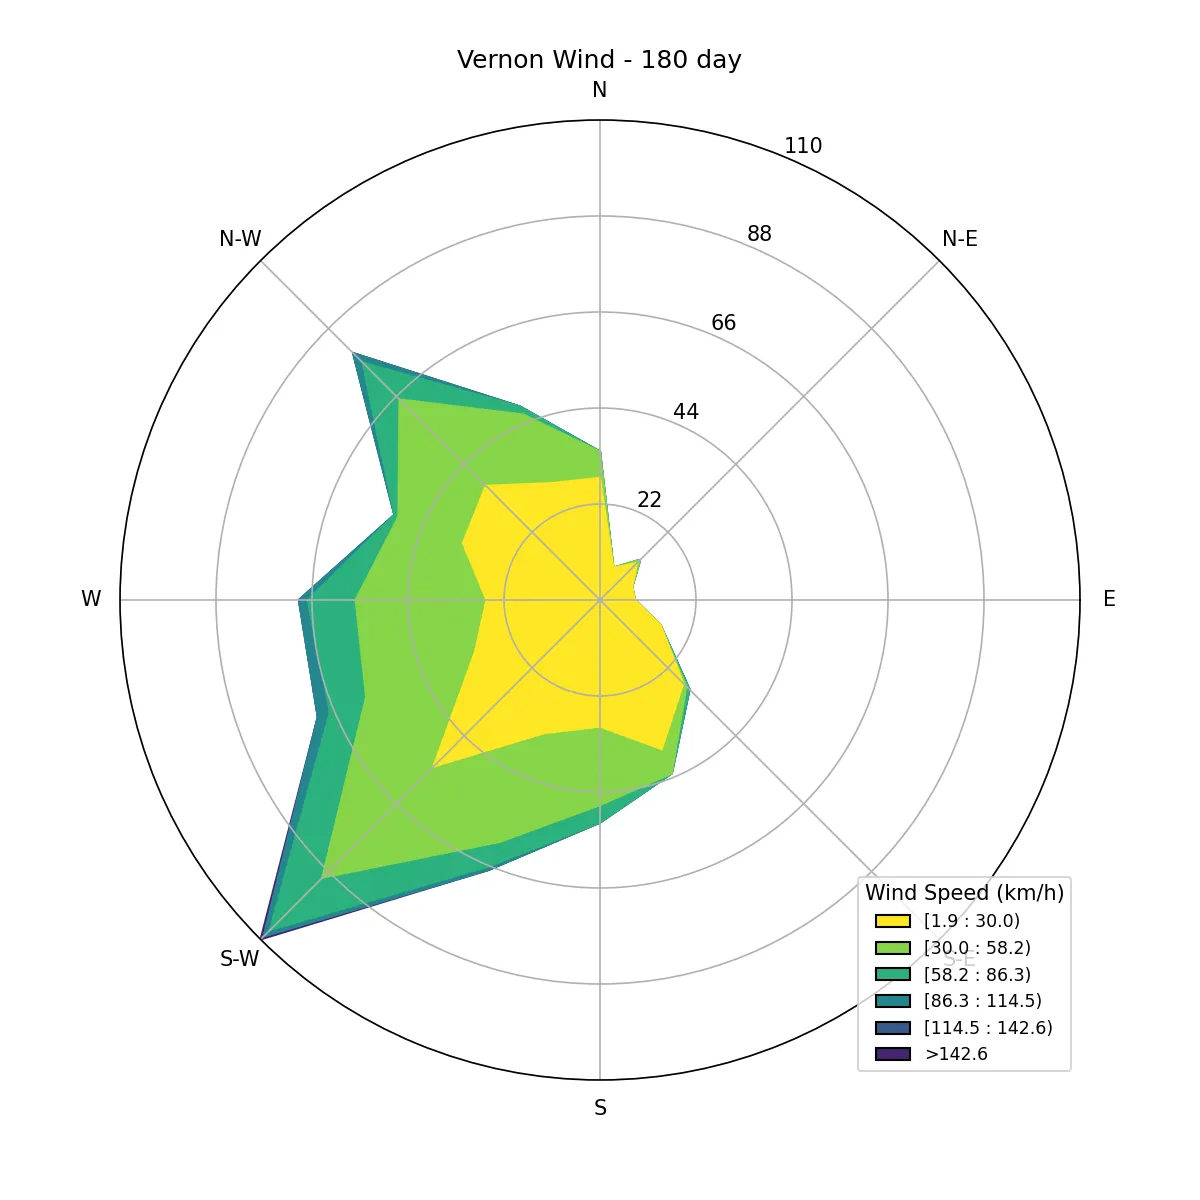 Vernon Wind - 180 day
N
110
88
N-W
N-E
66
44
22
W
E
S-W
S-E
Wind Speed (km/h)
[1.9 : 30.0)
[30.0 : 58.2)
[58.2 : 86.3)
[86.3 : 114.5)
[114.5 : 142.6)
>142.6
S